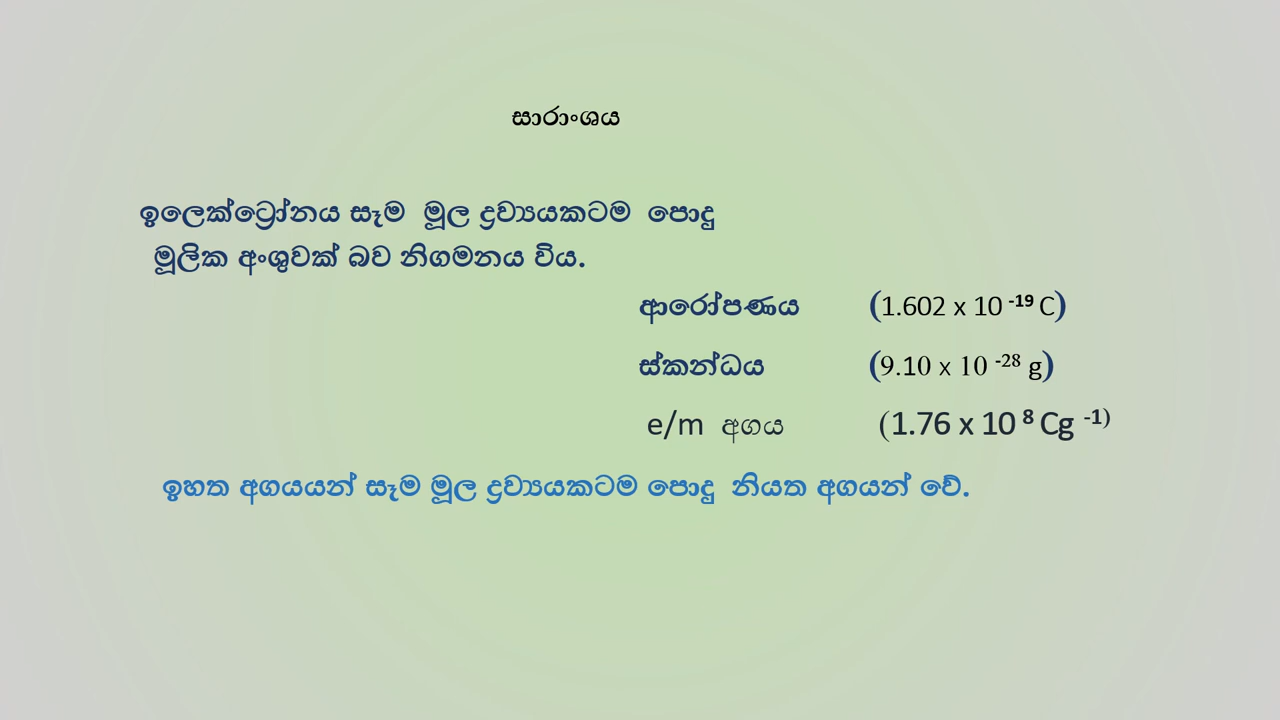 සාරාංශය
ඉලෙක්ට්‍රෝනය සෑම මූල ද්‍රව්‍යයකටම පොදු
මූලික අංශුවක් බව නිගමනය විය.
ආරෝපණය (1.602 x 10 -19 C)
ස්කන්ධය (9.10 x 10 -28 g)
e/m අගය (1.76 x 10 8 Cg -1)
ඉහත අගයයන් සෑම මූල ද්‍රව්‍යයකටම පොදු නියත අගයන් වේ.